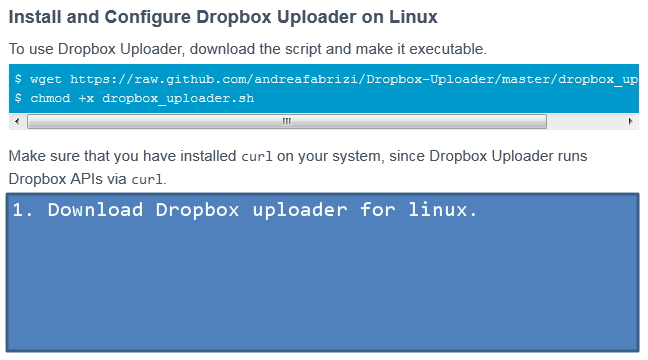 Install and Configure Dropbox Uploader on Linux
To use Dropbox Uploader, download the script and make it executable.
$ wget https://raw.github.com/andreafabrizi/Dropbox-Uploader/master/dropbox_up
$ chmod +x dropbox_uploader.sh
Make sure that you have installed curl on your system, since Dropbox Uploader runs
Dropbox APIs via curl.
1. Download Dropbox uploader for linux.